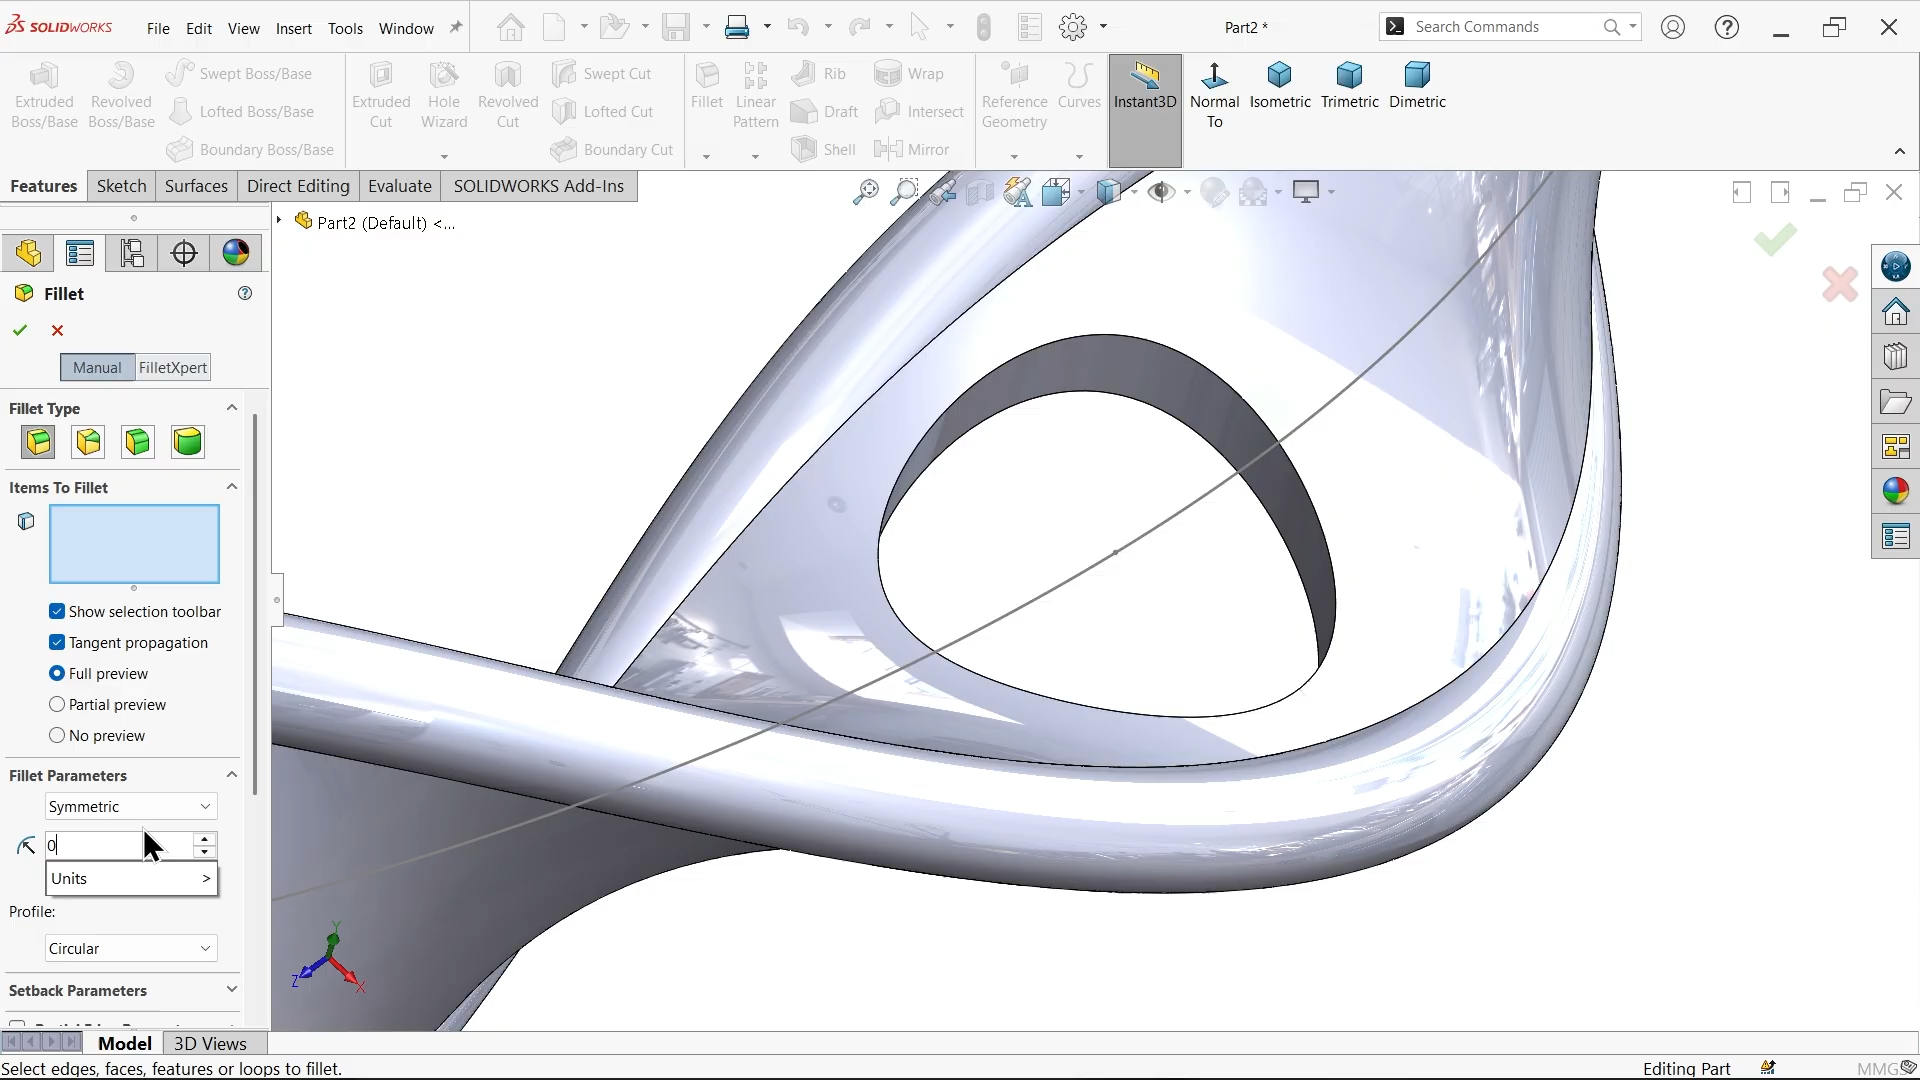 SOLIDWORKS File Edit View Insert Tools Window Part2 * Search Commands
Extruded Boss/Base
Revolved Boss/Base
Swept Boss/Base
Lofted Boss/Base
Boundary Boss/Base
Extruded Cut
Hole Wizard
Revolved Cut
Swept Cut
Lofted Cut
Boundary Cut
Fillet
Linear Pattern
Rib
Draft
Shell
Wrap
Intersect
Mirror
Reference Geometry
Curves
Instant3D
Normal To
Isometric
Trimetric
Dimetric
Features Sketch Surfaces Direct Editing Evaluate SOLIDWORKS Add-Ins
Part2 (Default) <...
Fillet
Manual FilletXpert
Fillet Type
Items To Fillet
Show selection toolbar
Tangent propagation
Full preview
Partial preview
No preview
Fillet Parameters
Symmetric
0
Units >
Profile:
Circular
Setback Parameters
Y
Z
X
Model 3D Views
Select edges, faces, features or loops to fillet. Editing Part MMGS